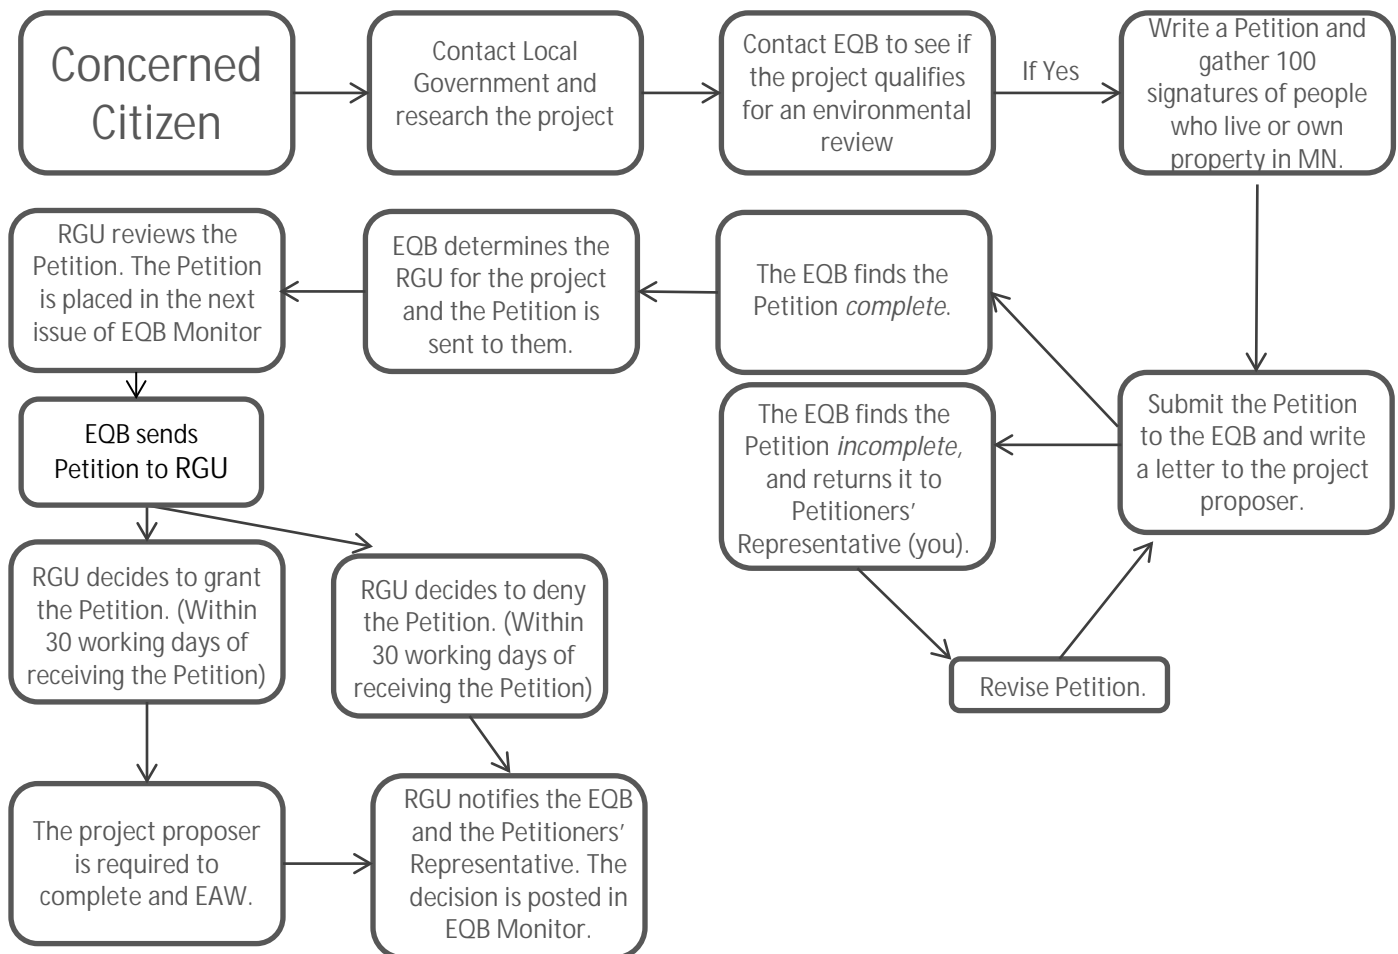 Concerned
Citizen
Contact Local
Government and
research the project
Contact EQB to see if
the project qualifies
for an environmental
review
If Yes
Write a Petition and
gather 100
signatures of people
who live or own
property in MN.
RGU reviews the
Petition. The Petition
is placed in the next
issue of EQB Monitor
EQB determines the
RGU for the project
and the Petition is
sent to them.
The EQB finds the
Petition complete.
Submit the Petition
to the EQB and write
a letter to the project
proposer.
The EQB finds the
Petition incomplete,
and returns it to
Petitioners’
Representative (you).
Revise Petition.
EQB sends
Petition to RGU
RGU decides to grant
the Petition. (Within
30 working days of
receiving the Petition)
RGU decides to deny
the Petition. (Within
30 working days of
receiving the Petition)
The project proposer
is required to
complete and EAW.
RGU notifies the EQB
and the Petitioners’
Representative. The
decision is posted in
EQB Monitor.